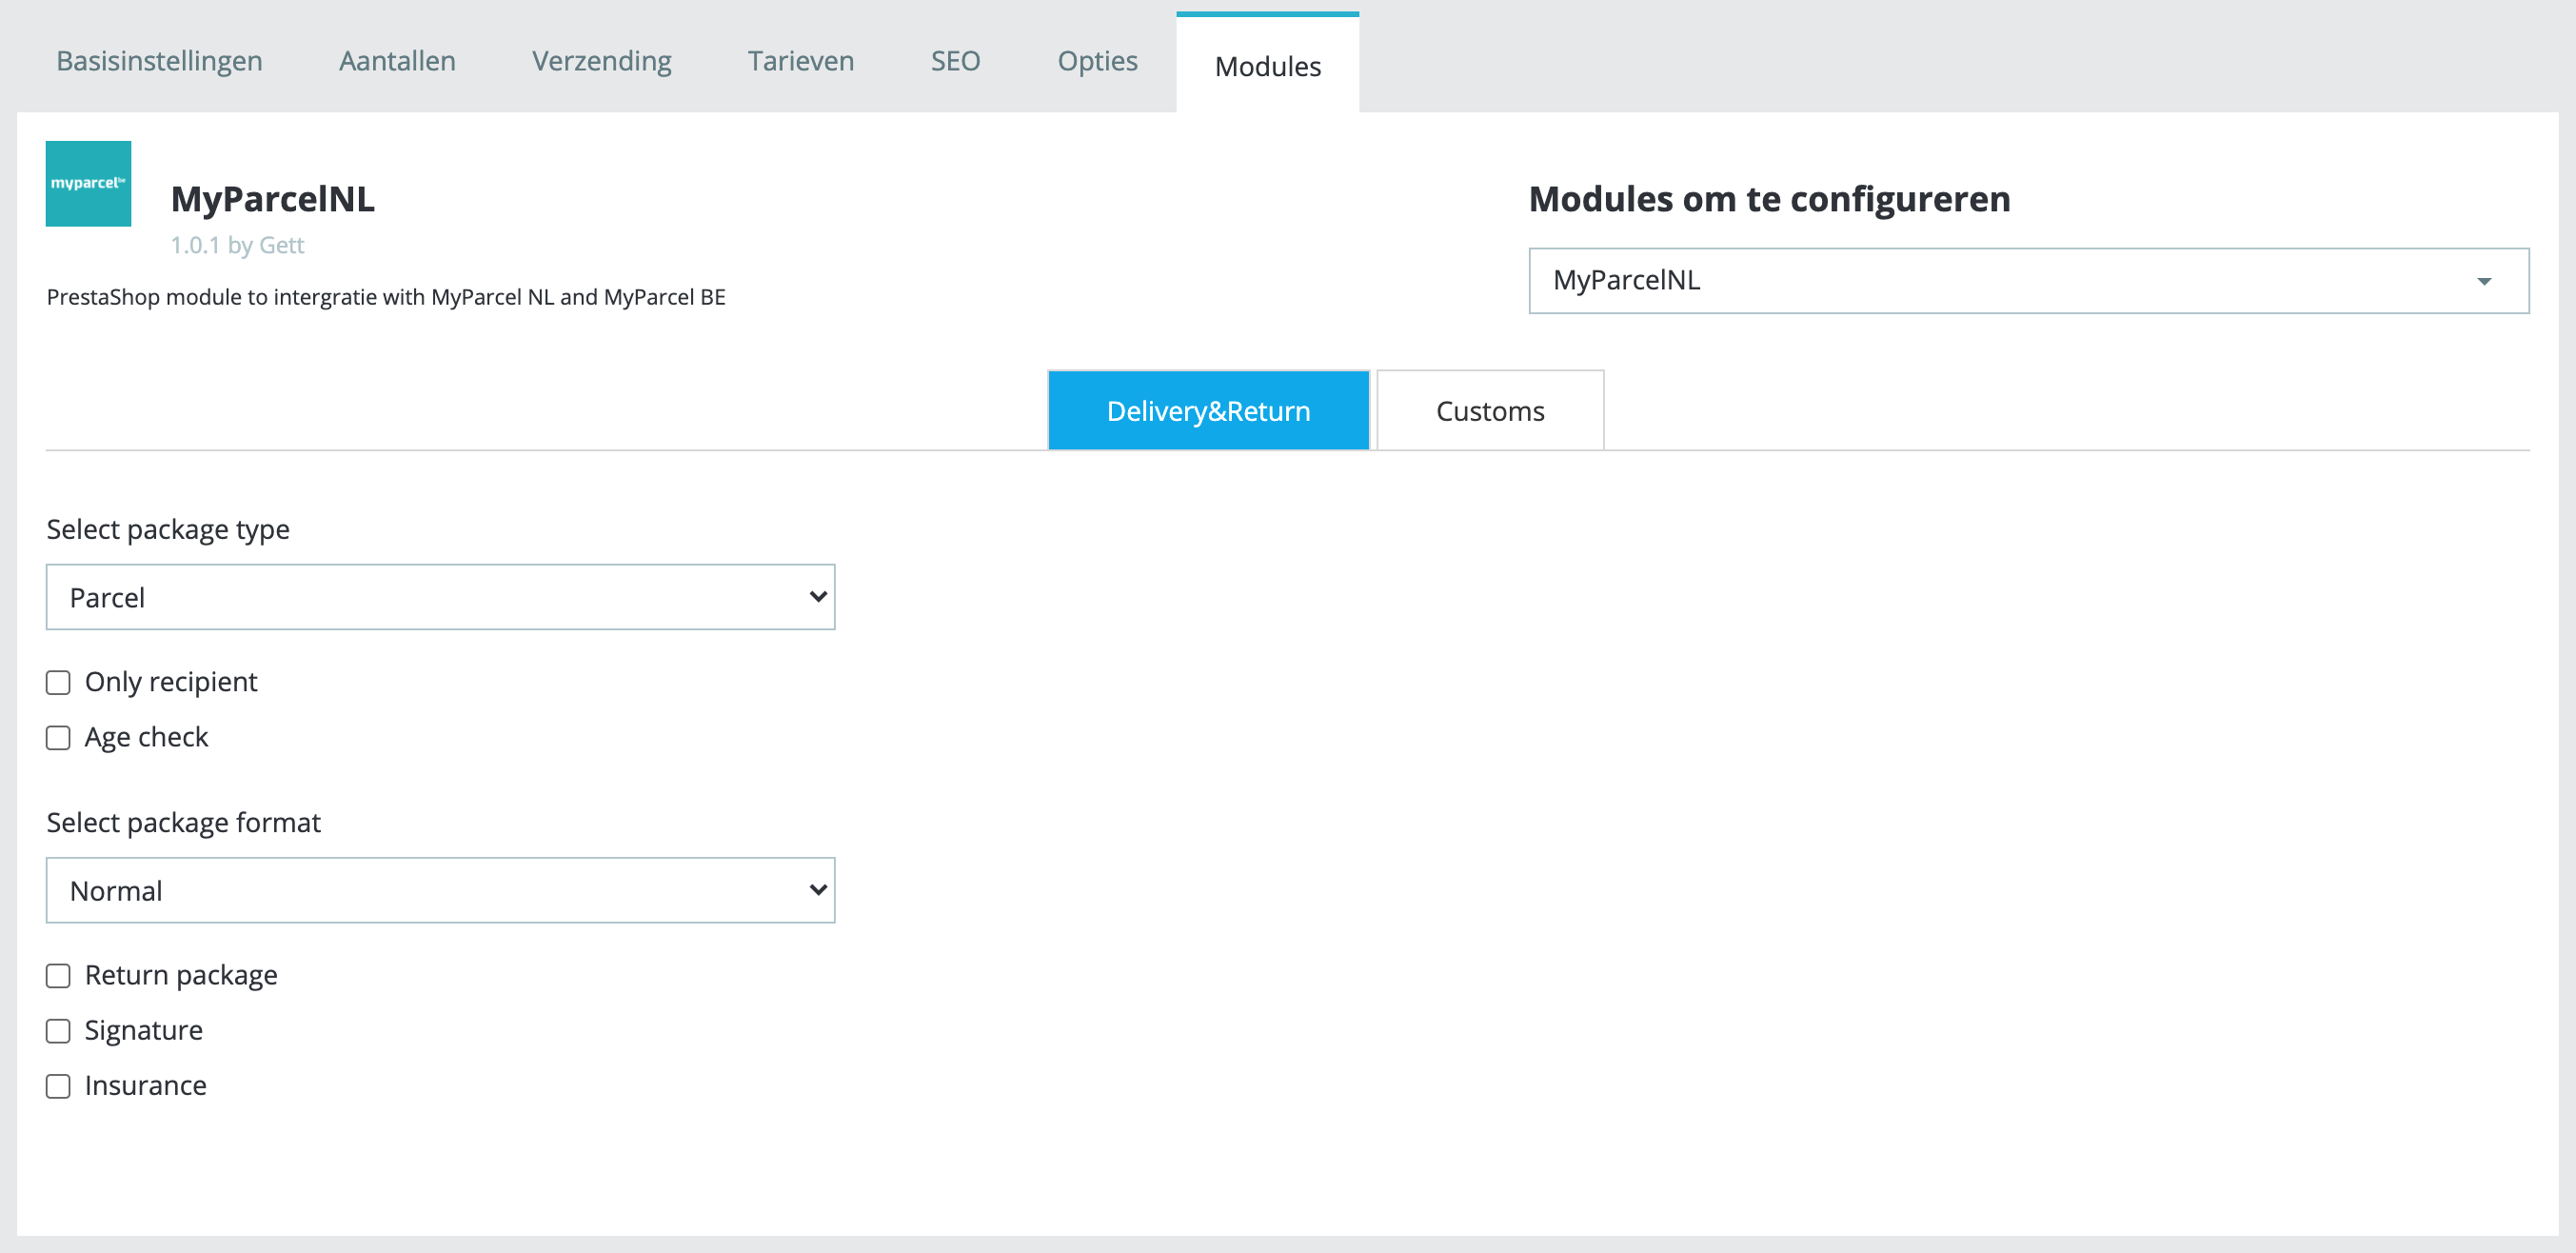 Basisinstellingen Aantallen Verzending Tarieven SEO Opties Modules
myparcel
MyParcelNL
1.0.1 by Gett
PrestaShop module to intergratie with MyParcel NL and MyParcel BE
Modules om te configureren
MyParcelNL
Delivery&Return Customs
Select package type
Parcel
Only recipient
Age check
Select package format
Normal
Return package
Signature
Insurance